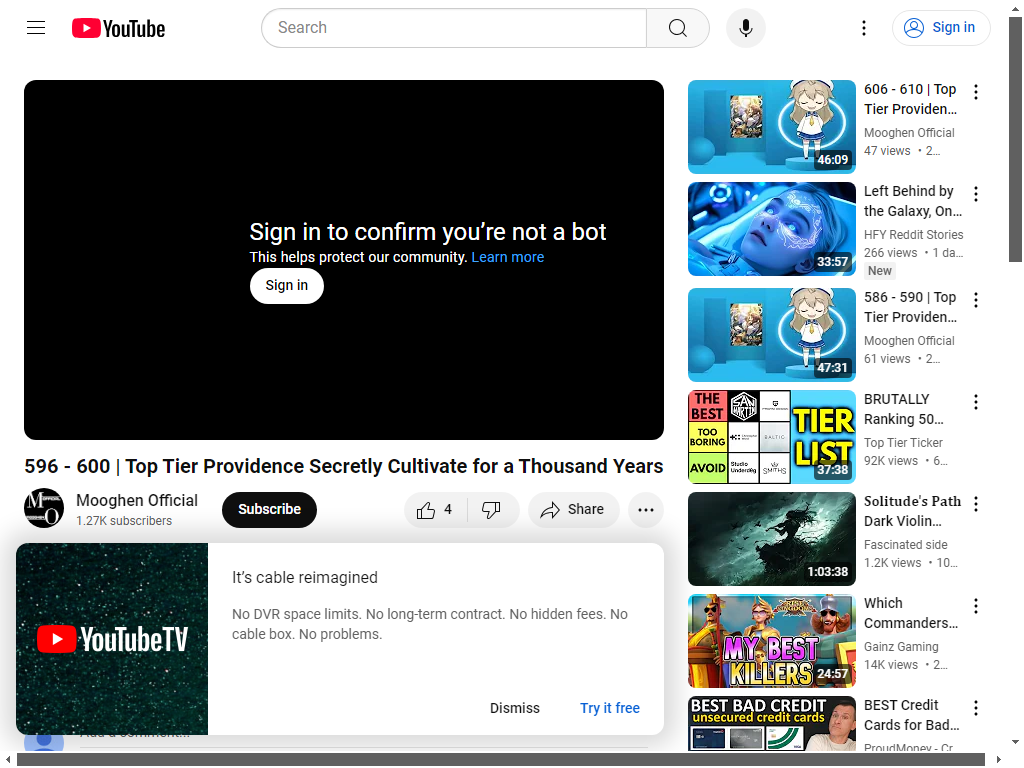 YouTube
Search
Sign in
Sign in to confirm you’re not a bot
This helps protect our community. Learn more
Sign in
596 - 600 | Top Tier Providence Secretly Cultivate for a Thousand Years
Mooghen Official
1.27K subscribers
Subscribe
4
Share
It’s cable reimagined
No DVR space limits. No long-term contract. No hidden fees. No
cable box. No problems.
YouTubeTV
Dismiss
Try it free
Add a comment...
46:09
606 - 610 | Top
Tier Providen...
Mooghen Official
47 views • 2...
33:57
Left Behind by
the Galaxy, On...
HFY Reddit Stories
266 views • 1 da...
New
47:31
586 - 590 | Top
Tier Providen...
Mooghen Official
61 views • 2...
THE
BEST
SAN
MARTIN
TOO
BORING
BALTIC
AVOID
Studio
Underd0g
SMITHS
TIER
LIST
37:38
BRUTALLY
Ranking 50...
Top Tier Ticker
92K views • 6...
1:03:38
Solitude's Path
Dark Violin...
Fascinated side
1.2K views • 10...
MY BEST
KILLERS
24:57
Which
Commanders...
Gainz Gaming
14K views • 2...
BEST BAD CREDIT
unsecured credit cards
BEST Credit
Cards for Bad...
ProudMoney - Cr...